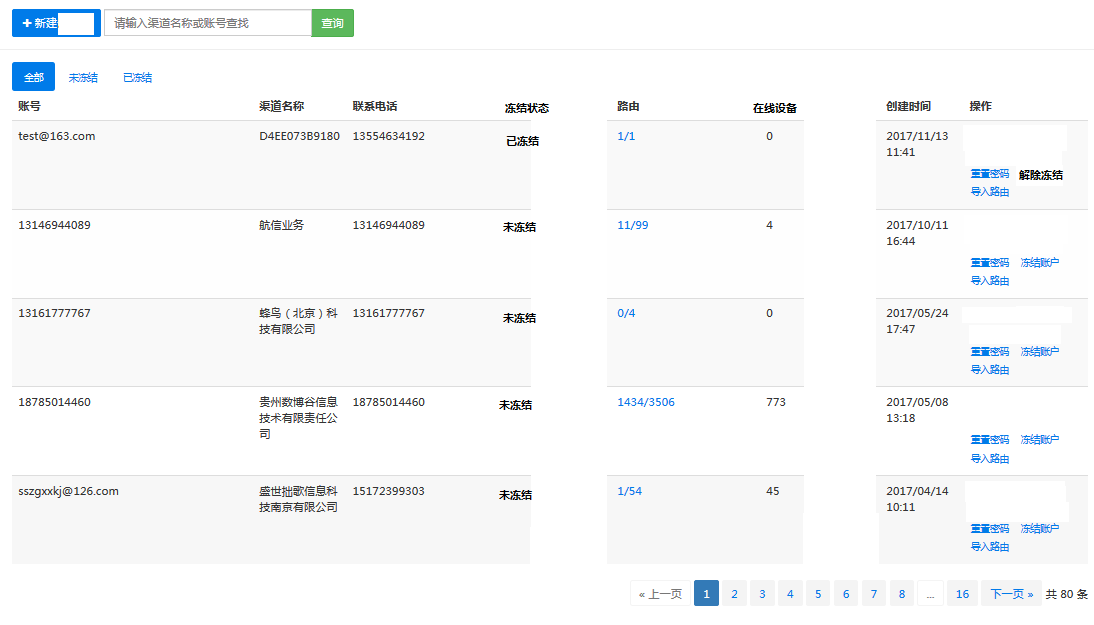 + 新建 请输入渠道名称或账号查找 查询
全部 未冻结 已冻结
账号 渠道名称 联系电话 冻结状态 路由 在线设备 创建时间 操作
test@163.com D4EE073B9180 13554634192 已冻结 1/1 0 2017/11/13
11:41
重置密码 解除冻结
导入路由
13146944089 航信业务 13146944089 未冻结 11/99 4 2017/10/11
16:44
重置密码 冻结账户
导入路由
13161777767 蜂鸟（北京）科 13161777767 未冻结 0/4 0 2017/05/24
技有限公司 17:47
重置密码 冻结账户
导入路由
18785014460 贵州数博谷信息 18785014460 未冻结 1434/3506 773 2017/05/08
技术有限责任公 13:18
司
重置密码 冻结账户
导入路由
sszgxxkj@126.com 盛世拙歌信息科 15172399303 未冻结 1/54 45 2017/04/14
技南京有限公司 10:11
重置密码 冻结账户
导入路由
« 上一页 1 2 3 4 5 6 7 8 ... 16 下一页 » 共 80 条